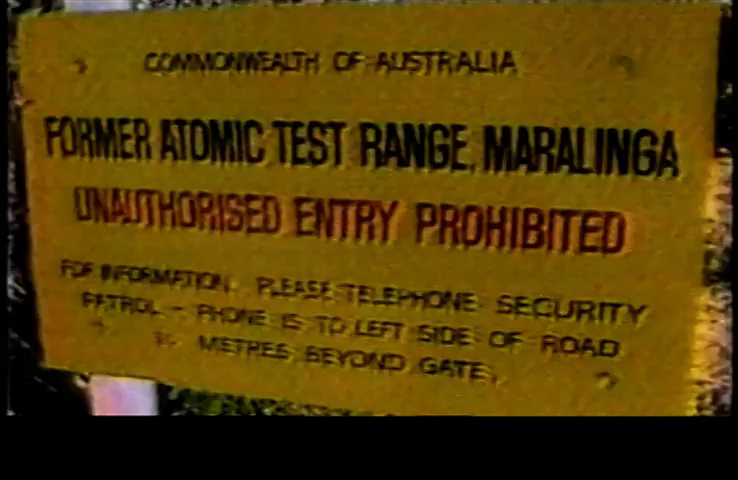 COMMONWEALTH OF AUSTRALIA
FORMER ATOMIC TEST RANGE, MARALINGA
UNAUTHORISED ENTRY PROHIBITED
FOR INFORMATION PLEASE TELEPHONE SECURITY
PATROL - PHONE IS TO LEFT SIDE OF ROAD
METRES BEYOND GATE.